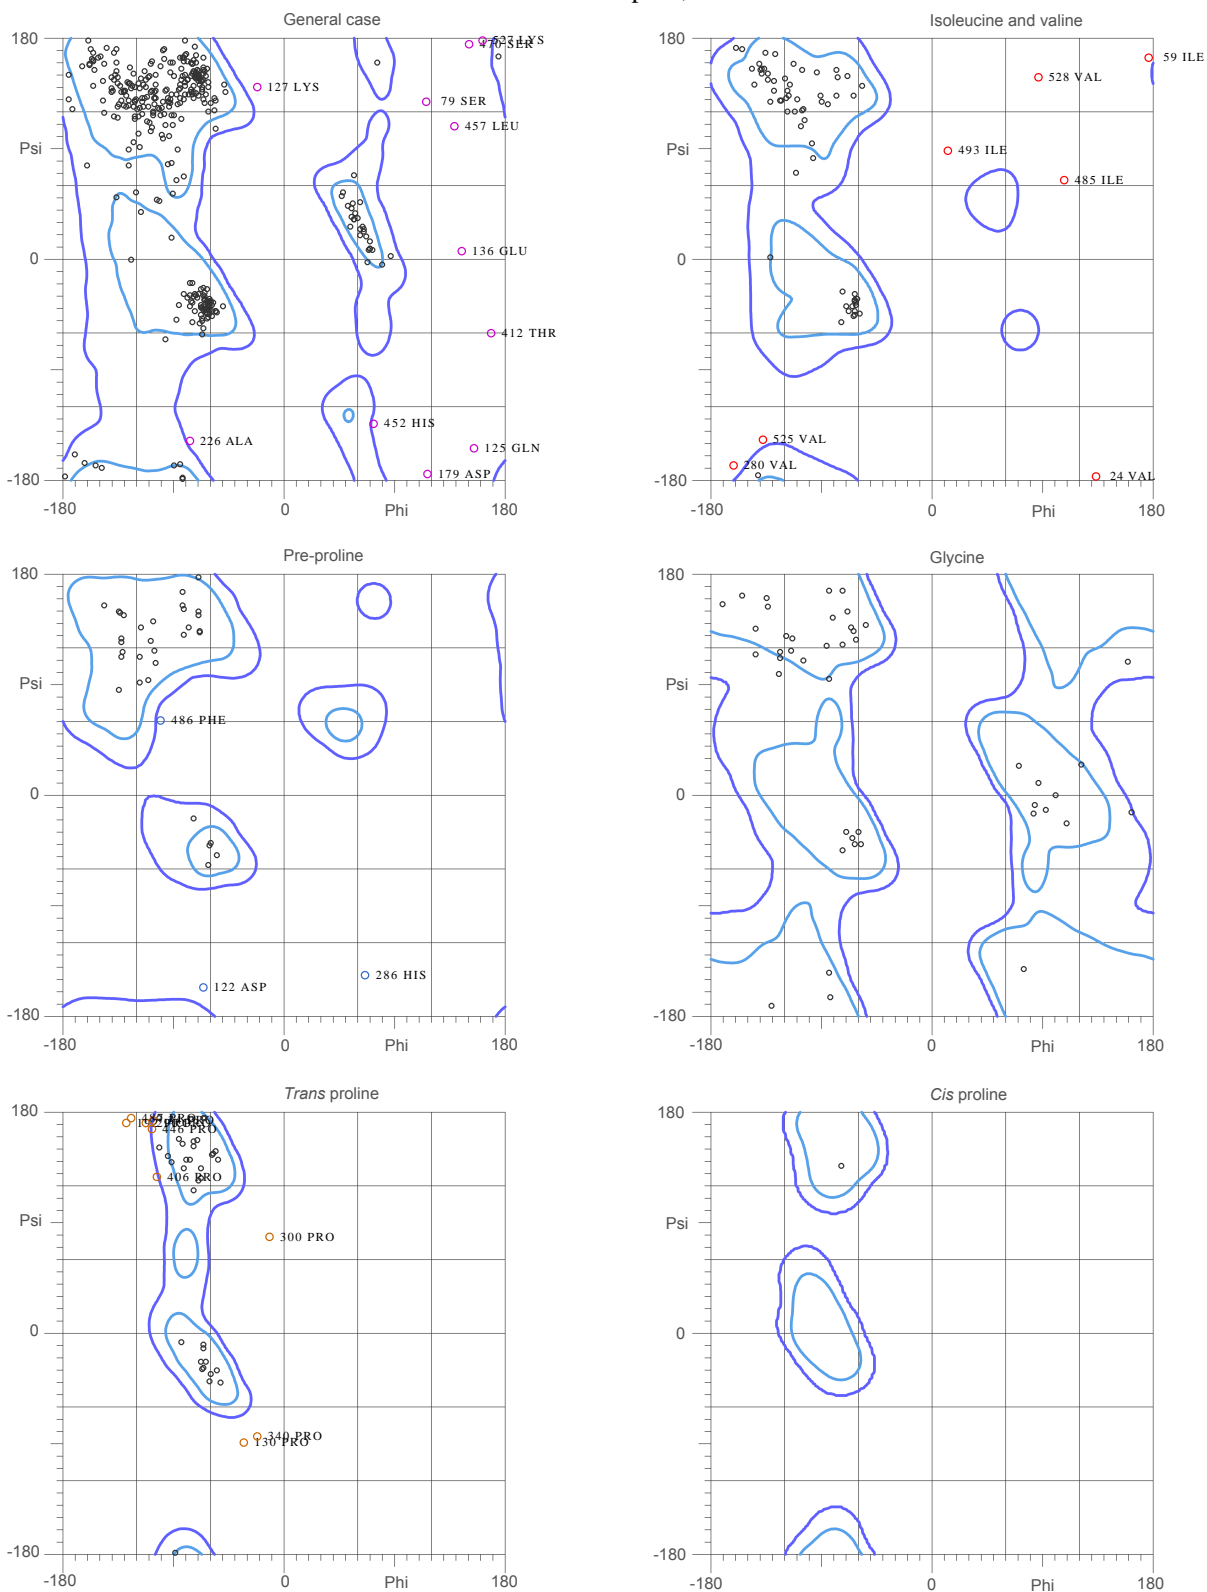 General case
180
527 LYS
470 SER
127 LYS
79 SER
457 LEU
Psi
136 GLU
0
412 THR
452 HIS
226 ALA
125 GLN
179 ASP
-180
-180
0
Phi
180
Isoleucine and valine
180
59 ILE
528 VAL
493 ILE
Psi
485 ILE
0
525 VAL
280 VAL
24 VAL
-180
-180
0
Phi
180
Pre-proline
180
Psi
486 PHE
0
286 HIS
122 ASP
-180
-180
0
Phi
180
Glycine
180
Psi
0
-180
-180
0
Phi
180
Trans proline
180
PRO
446 PRO
406 PRO
Psi
300 PRO
0
340 PRO
130 PRO
-180
-180
0
Phi
180
Cis proline
180
Psi
0
-180
-180
0
Phi
180